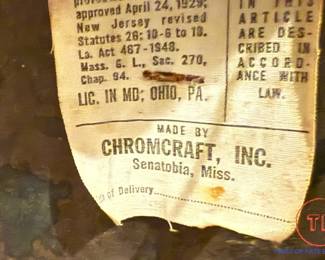 approved April 24, 1929;
New Jersey revised
Statutes 26: 10-6 to 18.
La. Act 467-1948.
Mass. G. L., Sec. 270,
Chap. 94.
LIC. IN MD; OHIO, PA.
IN THIS
ARTICLE
ARE DES-
CRIBED IN
ACCORD-
ANCE WITH
LAW.
MADE BY
CHROMCRAFT, INC.
Senatobia, Miss.
of Delivery